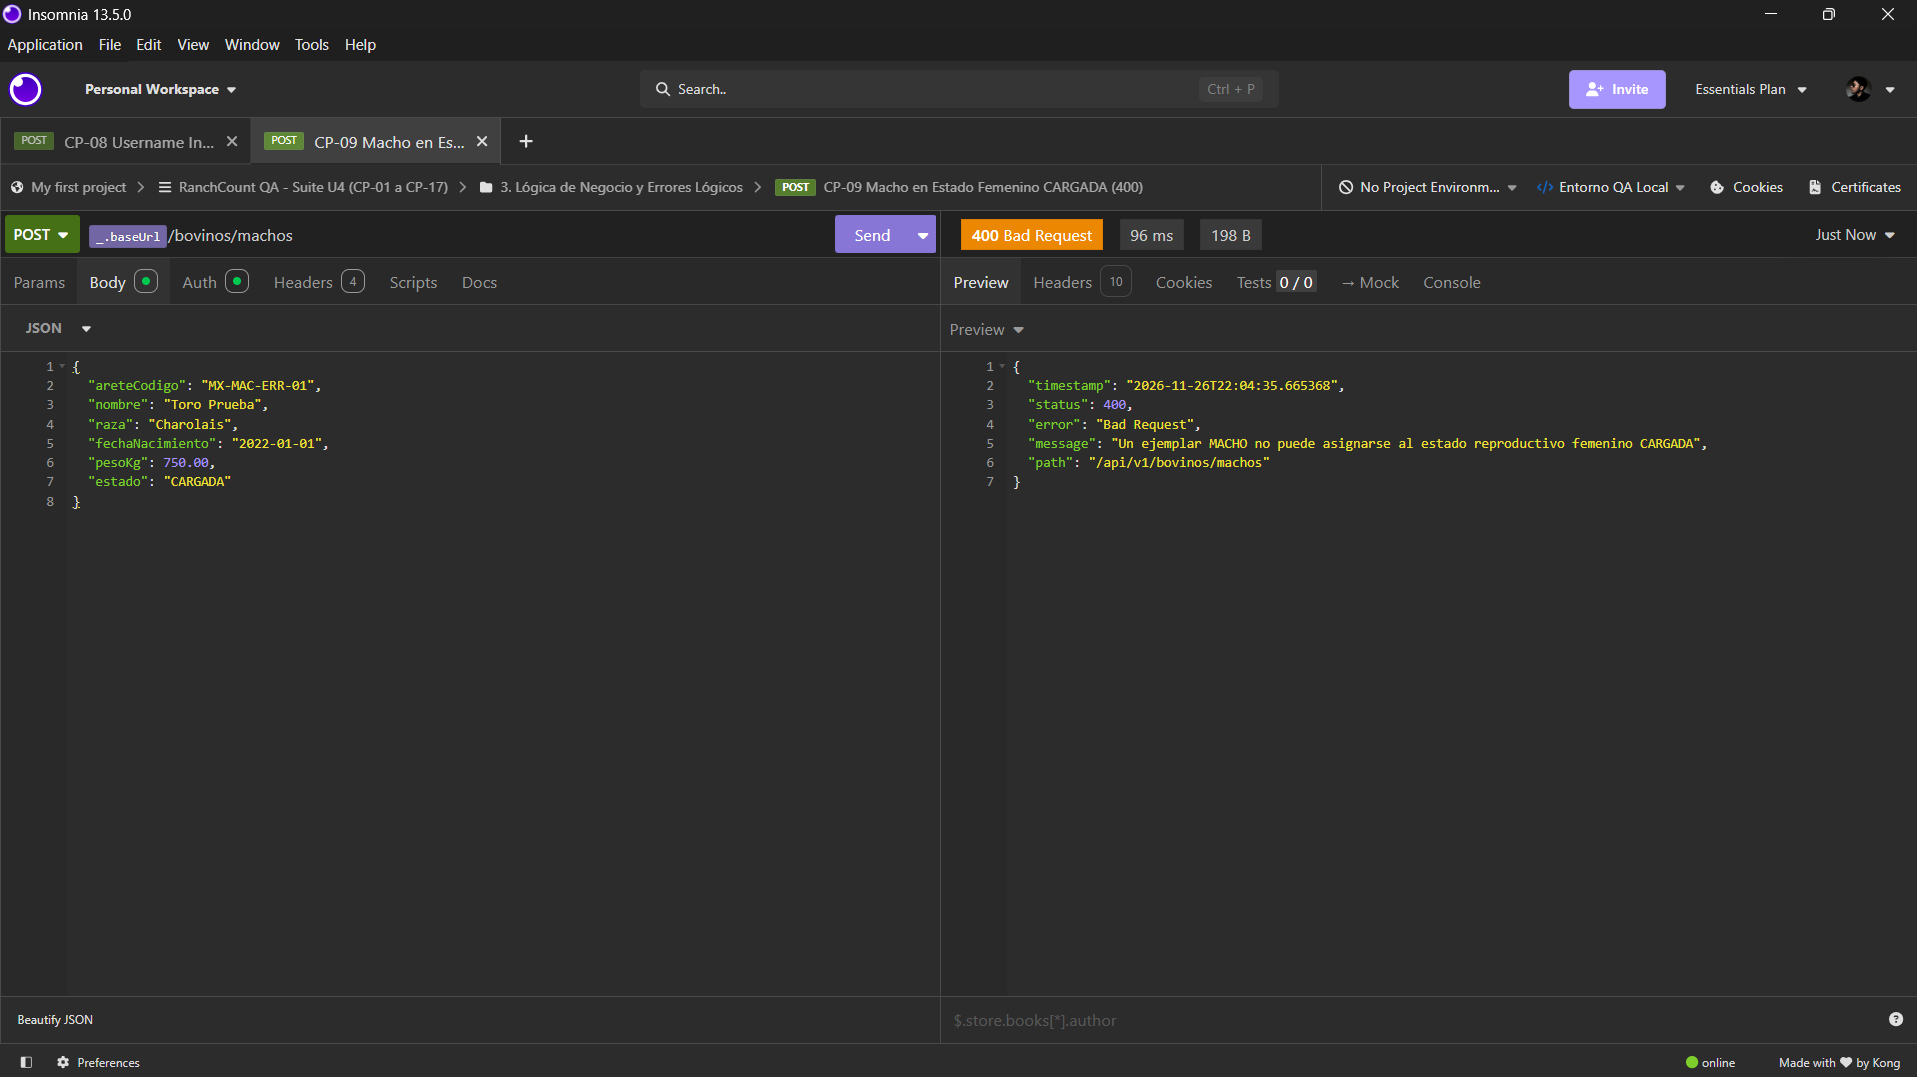 Insomnia 13.5.0
Application File Edit View Window Tools Help
Personal Workspace
Search..
Ctrl + P
Invite
Essentials Plan
POST CP-08 Username In...
POST CP-09 Macho en Es...
My first project
RanchCount QA - Suite U4 (CP-01 a CP-17)
3. Lógica de Negocio y Errores Lógicos
POST CP-09 Macho en Estado Femenino CARGADA (400)
No Project Environm...
Entorno QA Local
Cookies
Certificates
POST _.baseUrl/bovinos/machos
Send
400 Bad Request 96 ms 198 B
Just Now
Params Body Auth Headers 4 Scripts Docs
Preview Headers 10 Cookies Tests 0 / 0 → Mock Console
JSON
Preview
1 {
2 "areteCodigo": "MX-MAC-ERR-01",
3 "nombre": "Toro Prueba",
4 "raza": "Charolais",
5 "fechaNacimiento": "2022-01-01",
6 "pesoKg": 750.00,
7 "estado": "CARGADA"
8 }
1 {
2 "timestamp": "2026-11-26T22:04:35.665368",
3 "status": 400,
4 "error": "Bad Request",
5 "message": "Un ejemplar MACHO no puede asignarse al estado reproductivo femenino CARGADA",
6 "path": "/api/v1/bovinos/machos"
7 }
Beautify JSON
$.store.books[*].author
Preferences
online
Made with ♥ by Kong